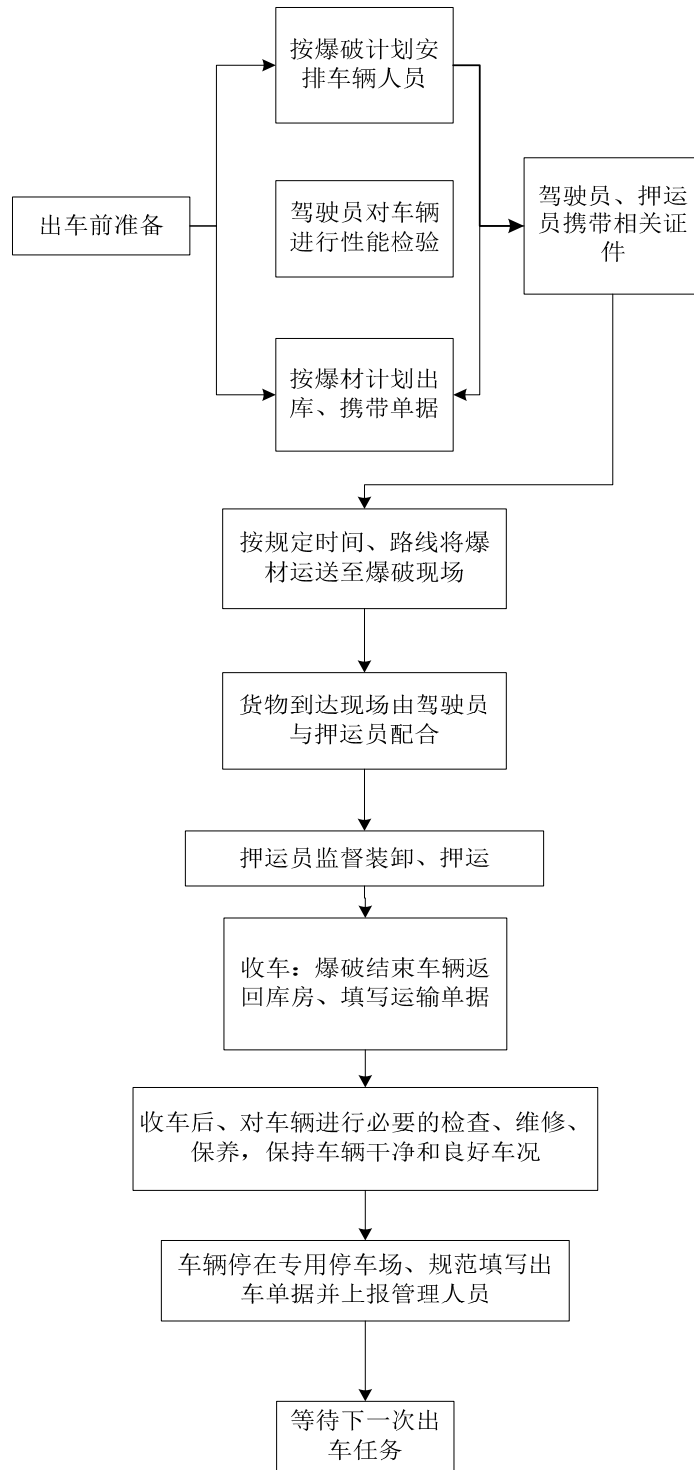 按爆破计划安
排车辆人员
出车前准备
驾驶员对车辆
进行性能检验
驾驶员、押运
员携带相关证
件
按爆材计划出
库、携带单据
按规定时间、路线将爆
材运送至爆破现场
货物到达现场由驾驶员
与押运员配合
押运员监督装卸、押运
收车：爆破结束车辆返
回库房、填写运输单据
收车后、对车辆进行必要的检查、维修、
保养，保持车辆干净和良好车况
车辆停在专用停车场、规范填写出
车单据并上报管理人员
等待下一次出
车任务